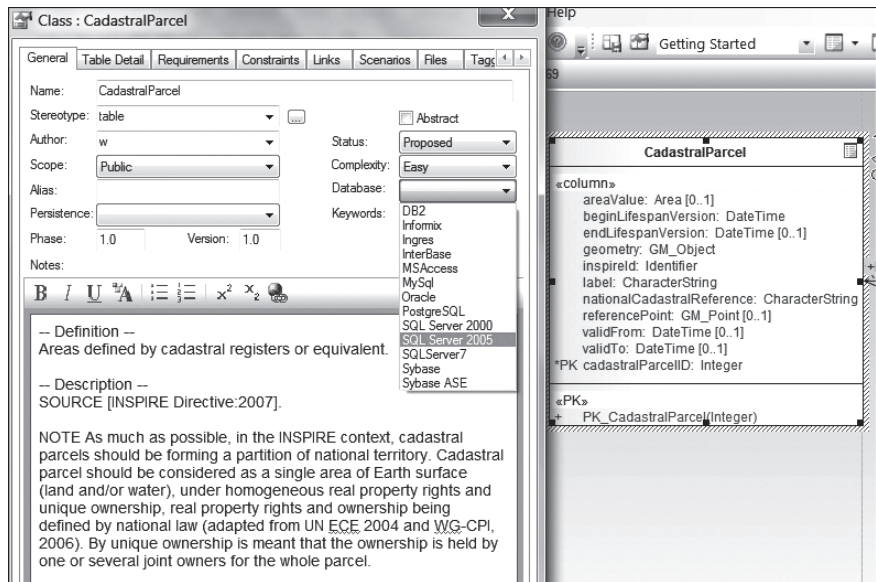 Class : CadastralParcel
X
General Table Detail Requirements Constraints Links Scenarios Files
Name: CadastralParcel
Stereotype: table ...
Abstract
Author: w
Status: Proposed
Scope: Public
Complexity: Easy
Alias:
Database:
Persistence:
Keywords:
Phase: 1.0 Version: 1.0
DB2
Informix
Ingres
InterBase
MSAccess
MySql
Oracle
PostgreSQL
SQL Server 2000
SQL Server 2005
SQLServer7
Sybase
Sybase ASE
Notes:
B I U A x² x₂
-- Definition --
Areas defined by cadastral registers or equivalent.
-- Description --
SOURCE [INSPIRE Directive:2007].
NOTE As much as possible, in the INSPIRE context, cadastral
parcels should be forming a partition of national territory. Cadastral
parcel should be considered as a single area of Earth surface
(land and/or water), under homogeneous real property rights and
unique ownership, real property rights and ownership being
defined by national law (adapted from UN ECE 2004 and WG-CPI,
2006). By unique ownership is meant that the ownership is held by
one or several joint owners for the whole parcel.
Help
Getting Started
69
CadastralParcel
«column»
areaValue: Area [0..1]
beginLifespanVersion: DateTime
endLifespanVersion: DateTime [0..1]
geometry: GM_Object
inspireId: Identifier
label: CharacterString
nationalCadastralReference: CharacterString
referencePoint: GM_Point [0..1]
validFrom: DateTime [0..1]
validTo: DateTime [0..1]
*PK cadastralParcelID: Integer
«PK»
+ PK_CadastralParcel(Integer)